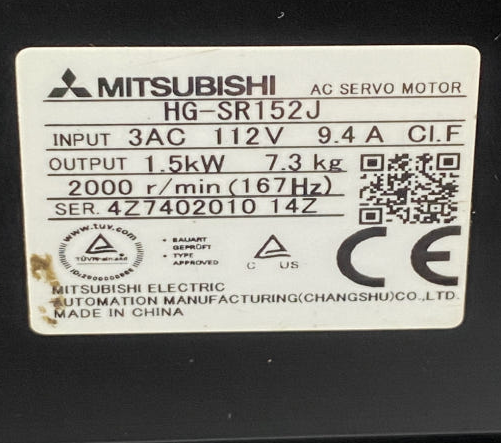 MITSUBISHI AC SERVO MOTOR
HG-SR152J
INPUT 3AC 112V 9.4 A CI.F
OUTPUT 1.5kW 7.3 kg
2000 r/min (167Hz)
SER. 4Z7402010 14Z
www.tuv.com
TÜVRheinland
• BAUART
GEPRÜFT
• TYPE
APPROVED
C US
CE
MITSUBISHI ELECTRIC
AUTOMATION MANUFACTURING(CHANGSHU)CO.,LTD.
MADE IN CHINA